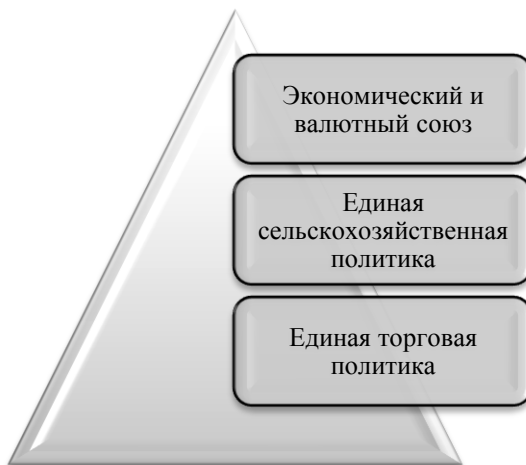 Экономический и
валютный союз
Единая
сельскохозяйственная
политика
Единая торговая
политика